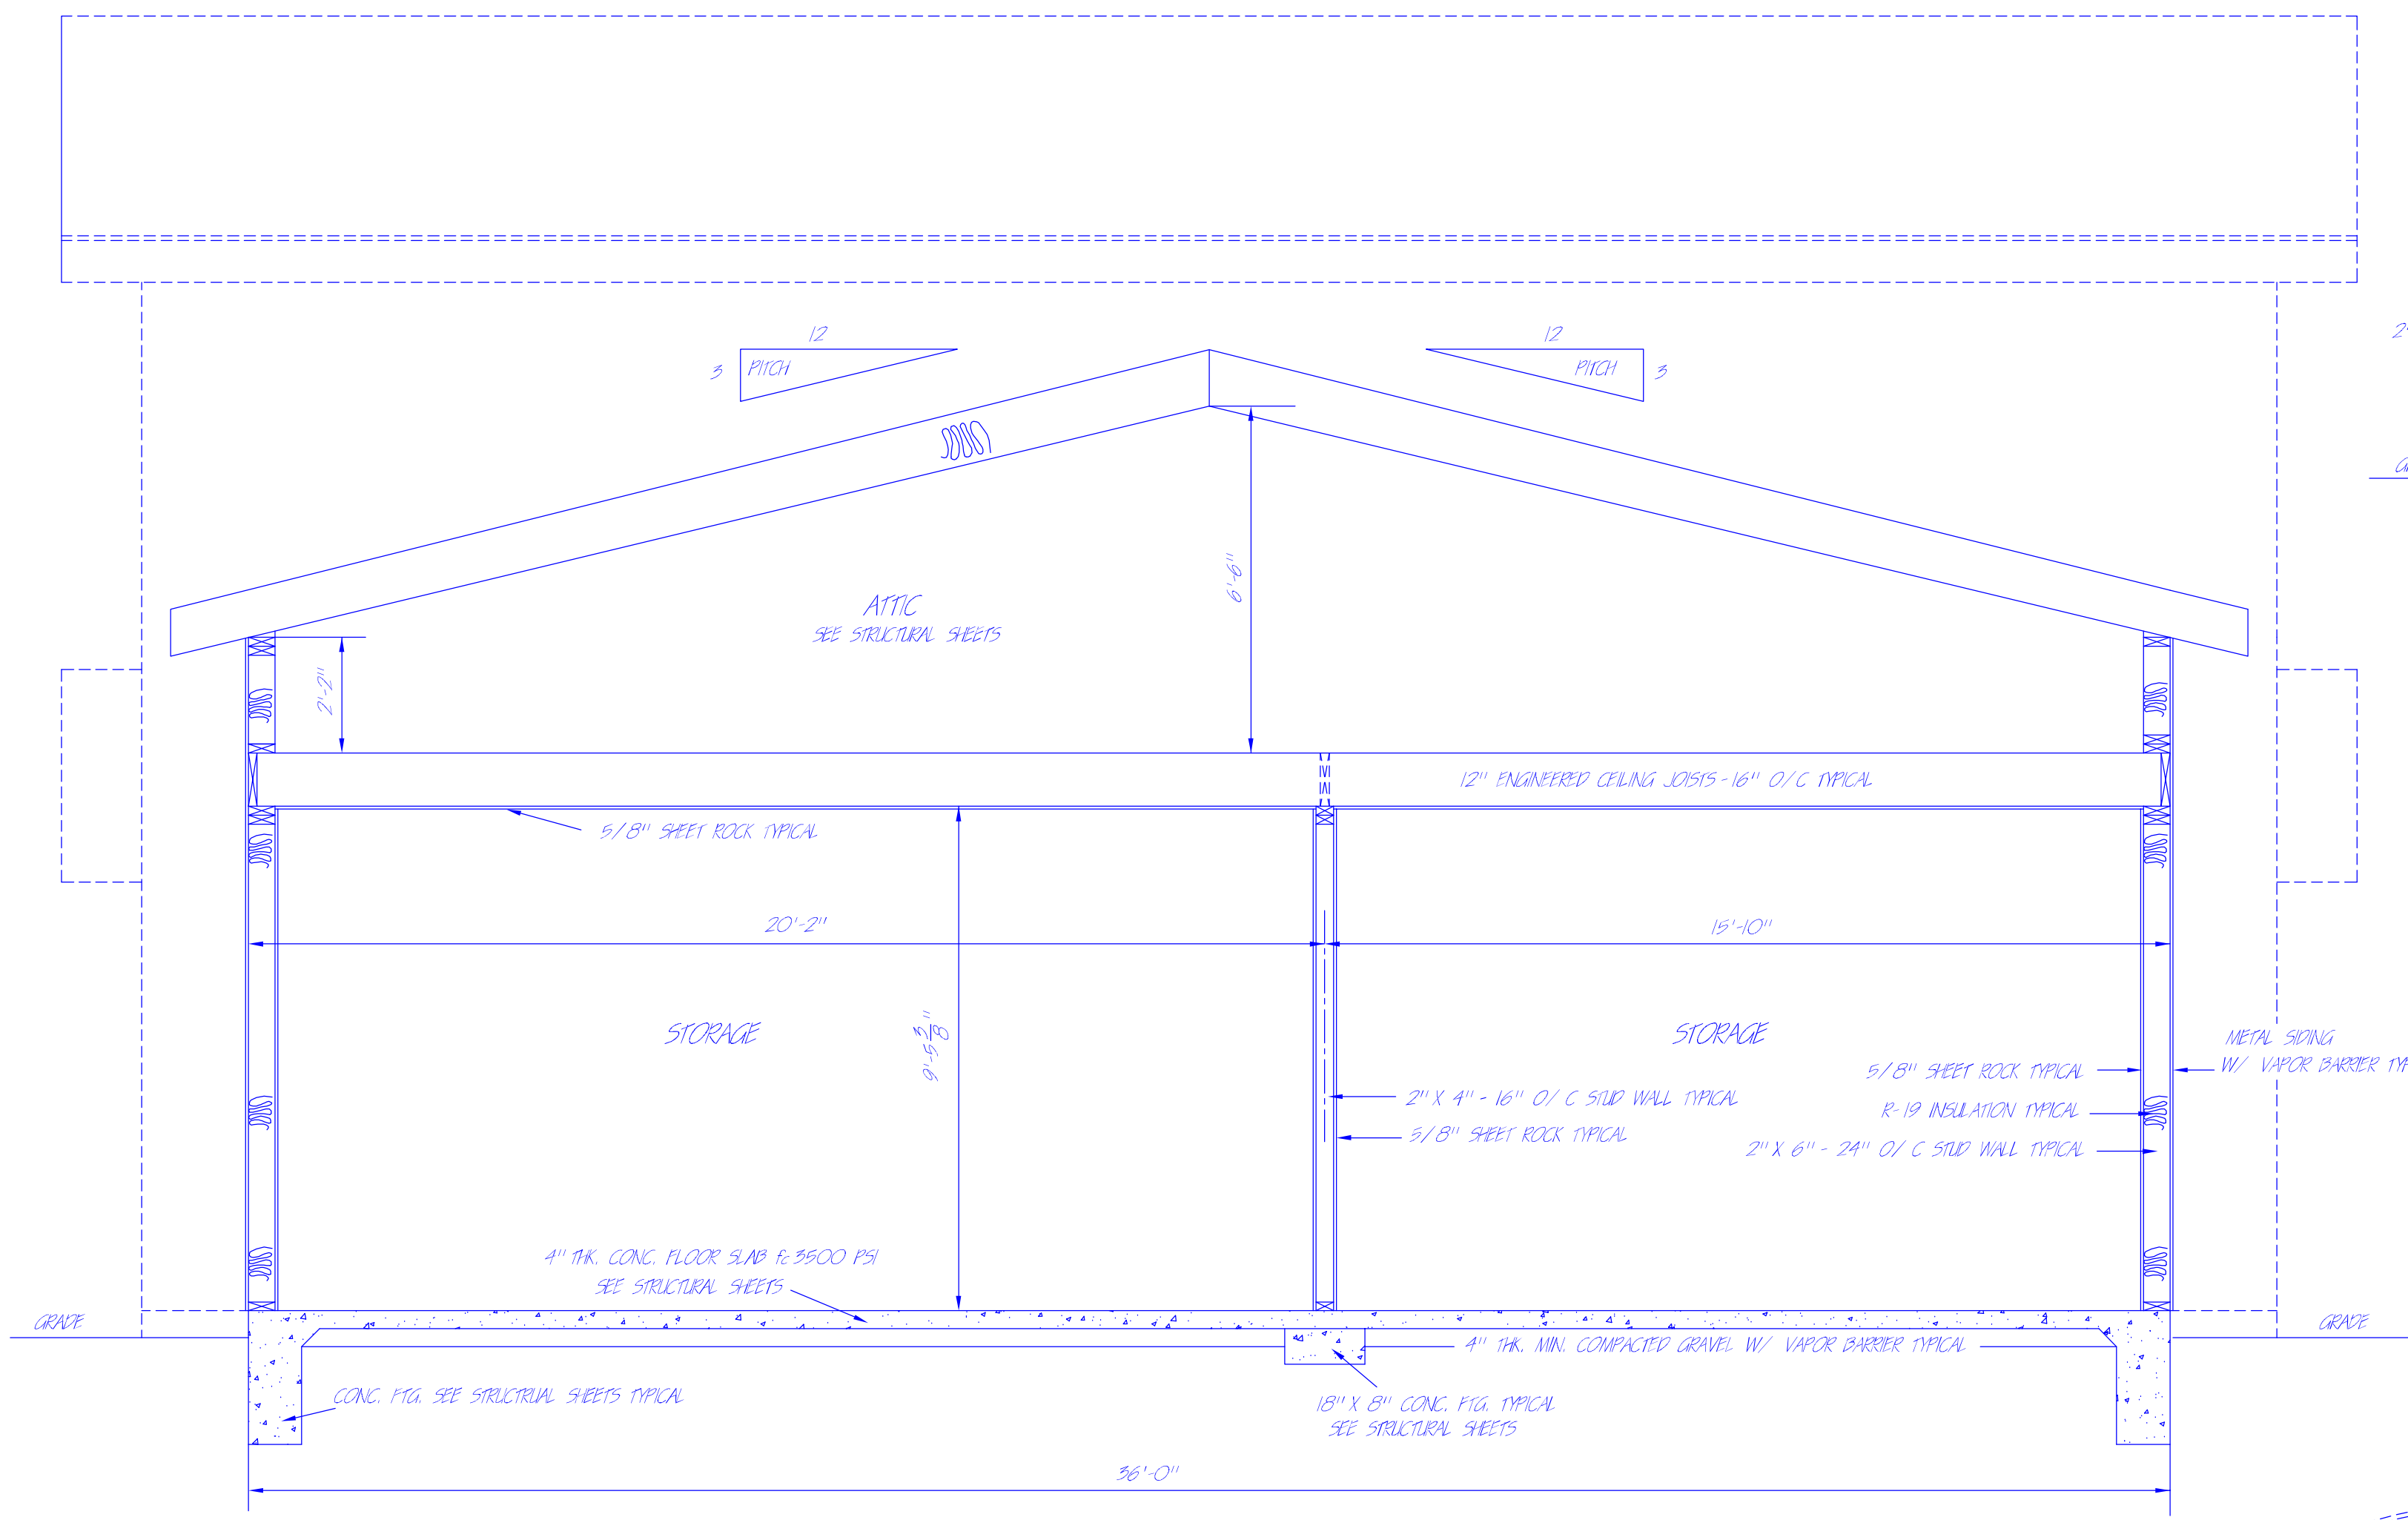 12
PITCH
3
12
PITCH
3
6'-6"
ATTIC
SEE STRUCTURAL SHEETS
2'-2"
12" ENGINEERED CEILING JOISTS - 16" O/C TYPICAL
5/8" SHEET ROCK TYPICAL
20'-2"
15'-10"
STORAGE
9'-5 3/8"
STORAGE
METAL SIDING
W/ VAPOR BARRIER
5/8" SHEET ROCK TYPICAL
R-19 INSULATION TYPICAL
2" X 6" - 24" O/C STUD WALL TYPICAL
2" X 4" - 16" O/C STUD WALL TYPICAL
5/8" SHEET ROCK TYPICAL
4" THK. CONC. FLOOR SLAB fc 3500 PSI
SEE STRUCTURAL SHEETS
GRADE
GRADE
4" THK. MIN. COMPACTED GRAVEL W/ VAPOR BARRIER TYPICAL
CONC. FTG. SEE STRUCTRUAL SHEETS TYPICAL
18" X 8" CONC. FTG. TYPICAL
SEE STRUCTURAL SHEETS
36'-0"